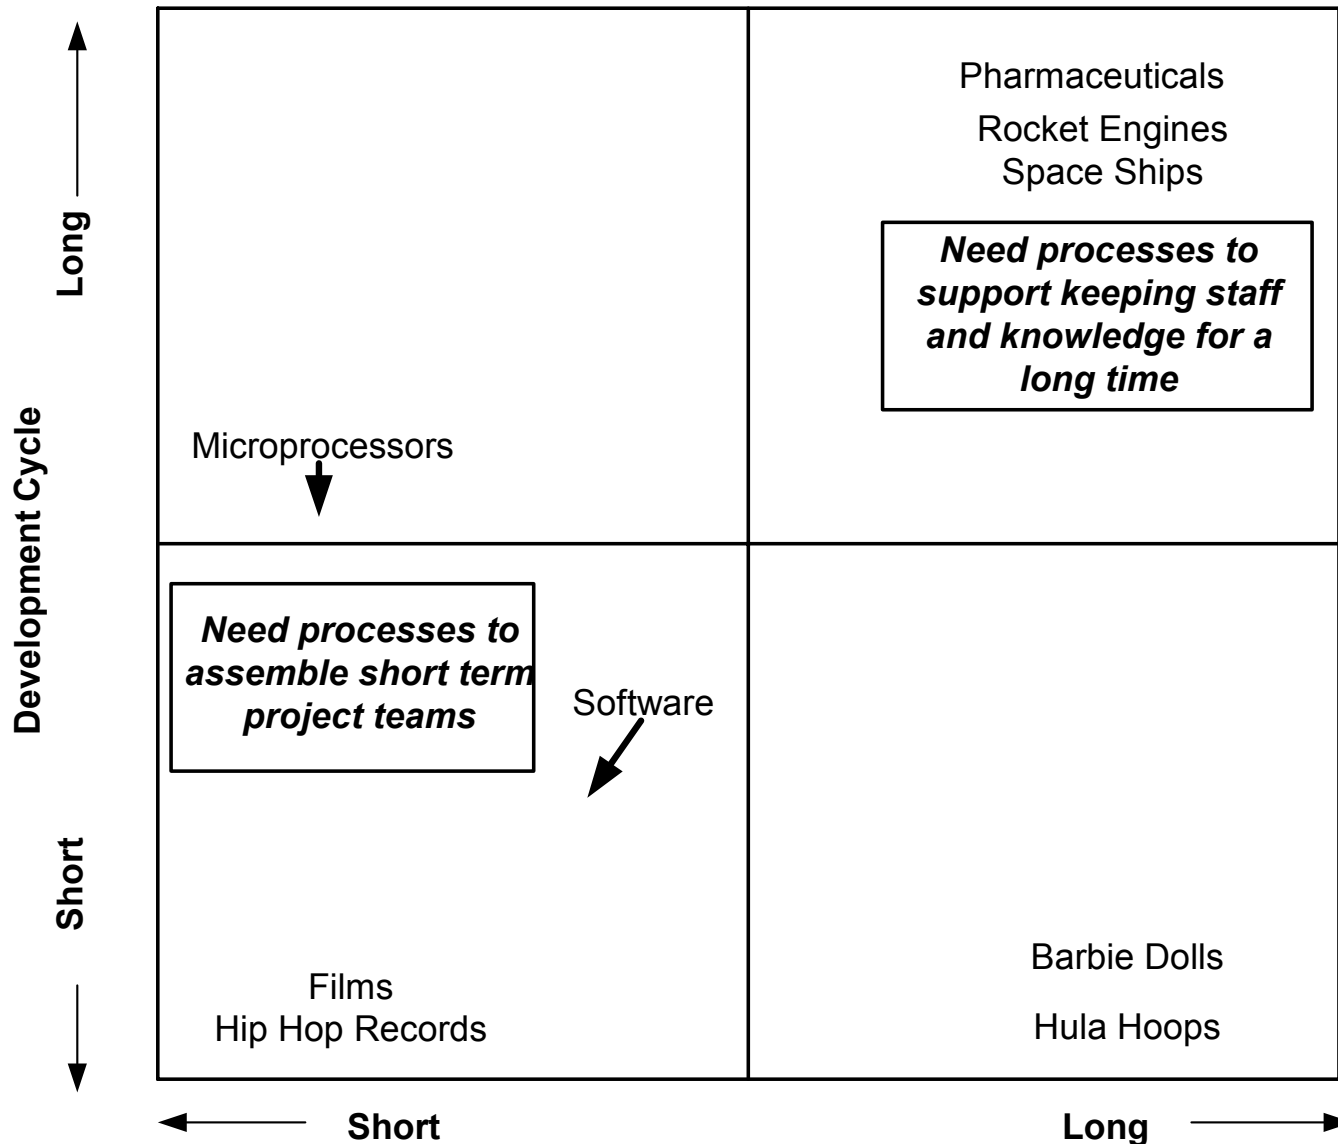 Pharmaceuticals
Rocket Engines
Space Ships
Need processes to
support keeping staff
and knowledge for a
long time
Long
Development Cycle
Short
Microprocessors
Need processes to
assemble short term
project teams
Software
Films
Hip Hop Records
Barbie Dolls
Hula Hoops
Short
Long